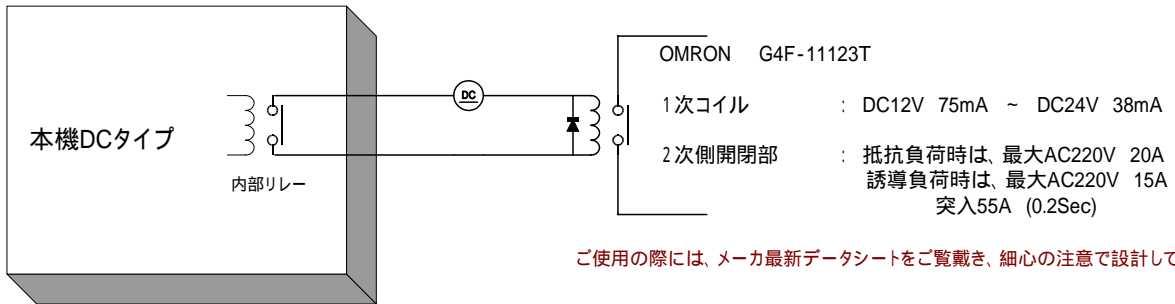 OMRON G4F-11123T
DC
1次コイル : DC12V 75mA ~ DC24V 38mA
本機DCタイプ
2次側開閉部 : 抵抗負荷時は、最大AC220V 20A
内部リレー
誘導負荷時は、最大AC220V 15A
突入55A (0.2Sec)
ご使用の際には、メーカ最新データシートをご覧戴き、細心の注意で設計して